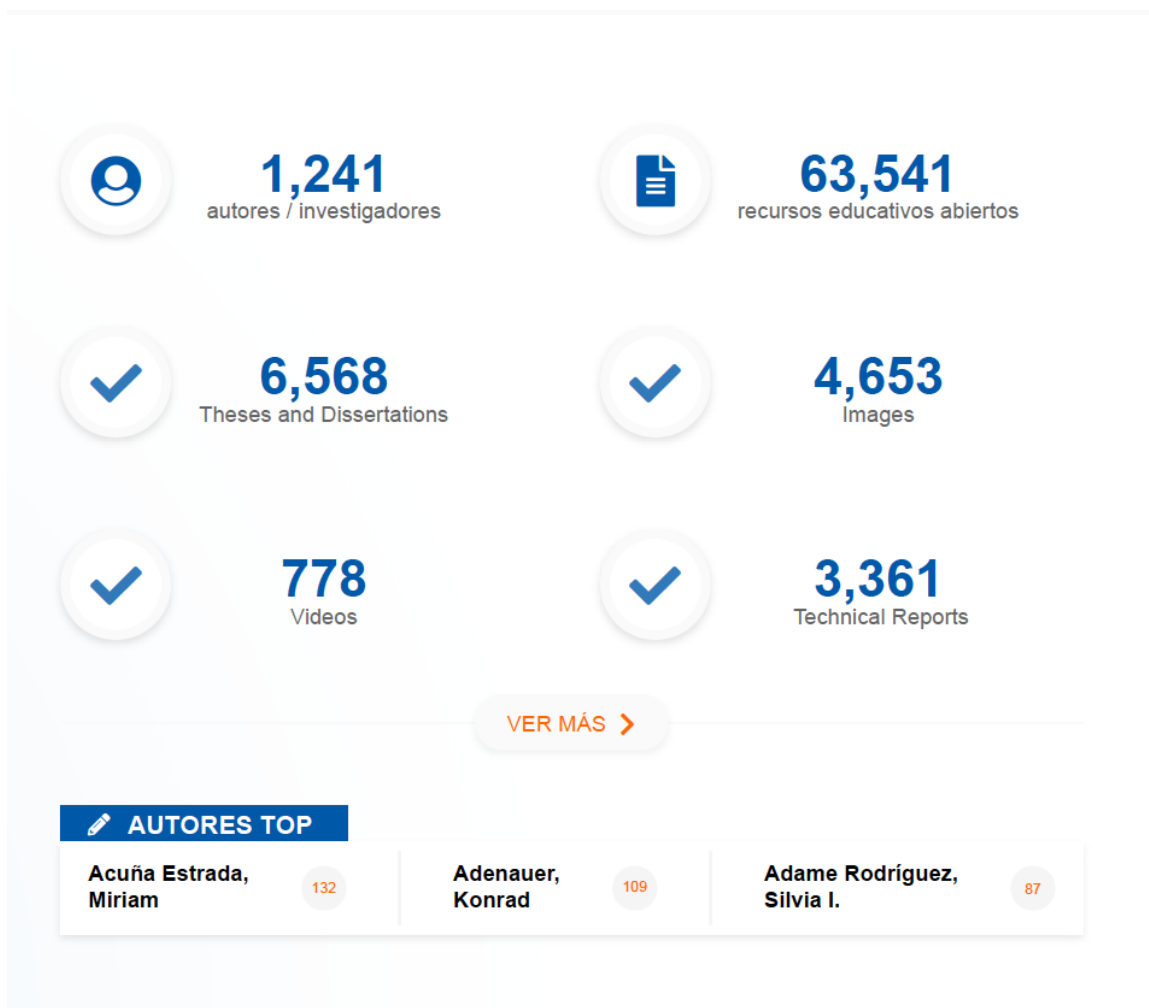 1,241
autores / investigadores
63,541
recursos educativos abiertos
6,568
Theses and Dissertations
4,653
Images
778
Videos
3,361
Technical Reports
VER MÁS
AUTORES TOP
Acuña Estrada,
Miriam
132
Adenauer,
Konrad
109
Adame Rodríguez,
Silvia I.
87